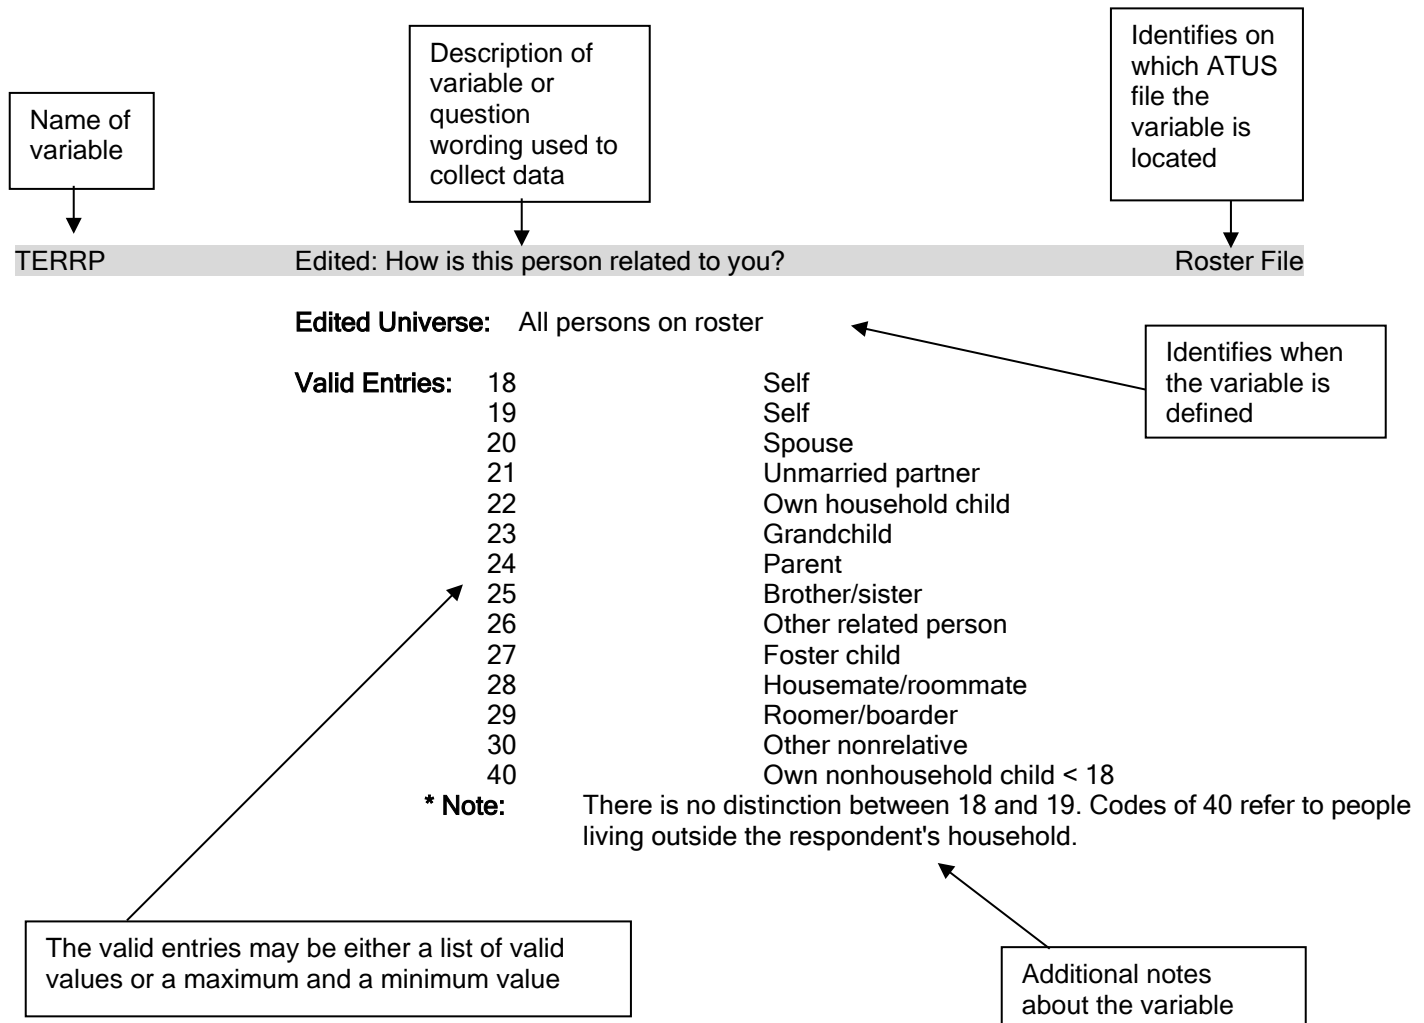 Name of
variable
Description of
variable or
question
wording used to
collect data
Identifies on
which ATUS
file the
variable is
located
TERRP Edited: How is this person related to you? Roster File
Edited Universe: All persons on roster
Identifies when
the variable is
defined
Valid Entries: 18 Self
19 Self
20 Spouse
21 Unmarried partner
22 Own household child
23 Grandchild
24 Parent
25 Brother/sister
26 Other related person
27 Foster child
28 Housemate/roommate
29 Roomer/boarder
30 Other nonrelative
40 Own nonhousehold child < 18
* Note: There is no distinction between 18 and 19. Codes of 40 refer to people
living outside the respondent's household.
The valid entries may be either a list of valid
values or a maximum and a minimum value
Additional notes
about the variable